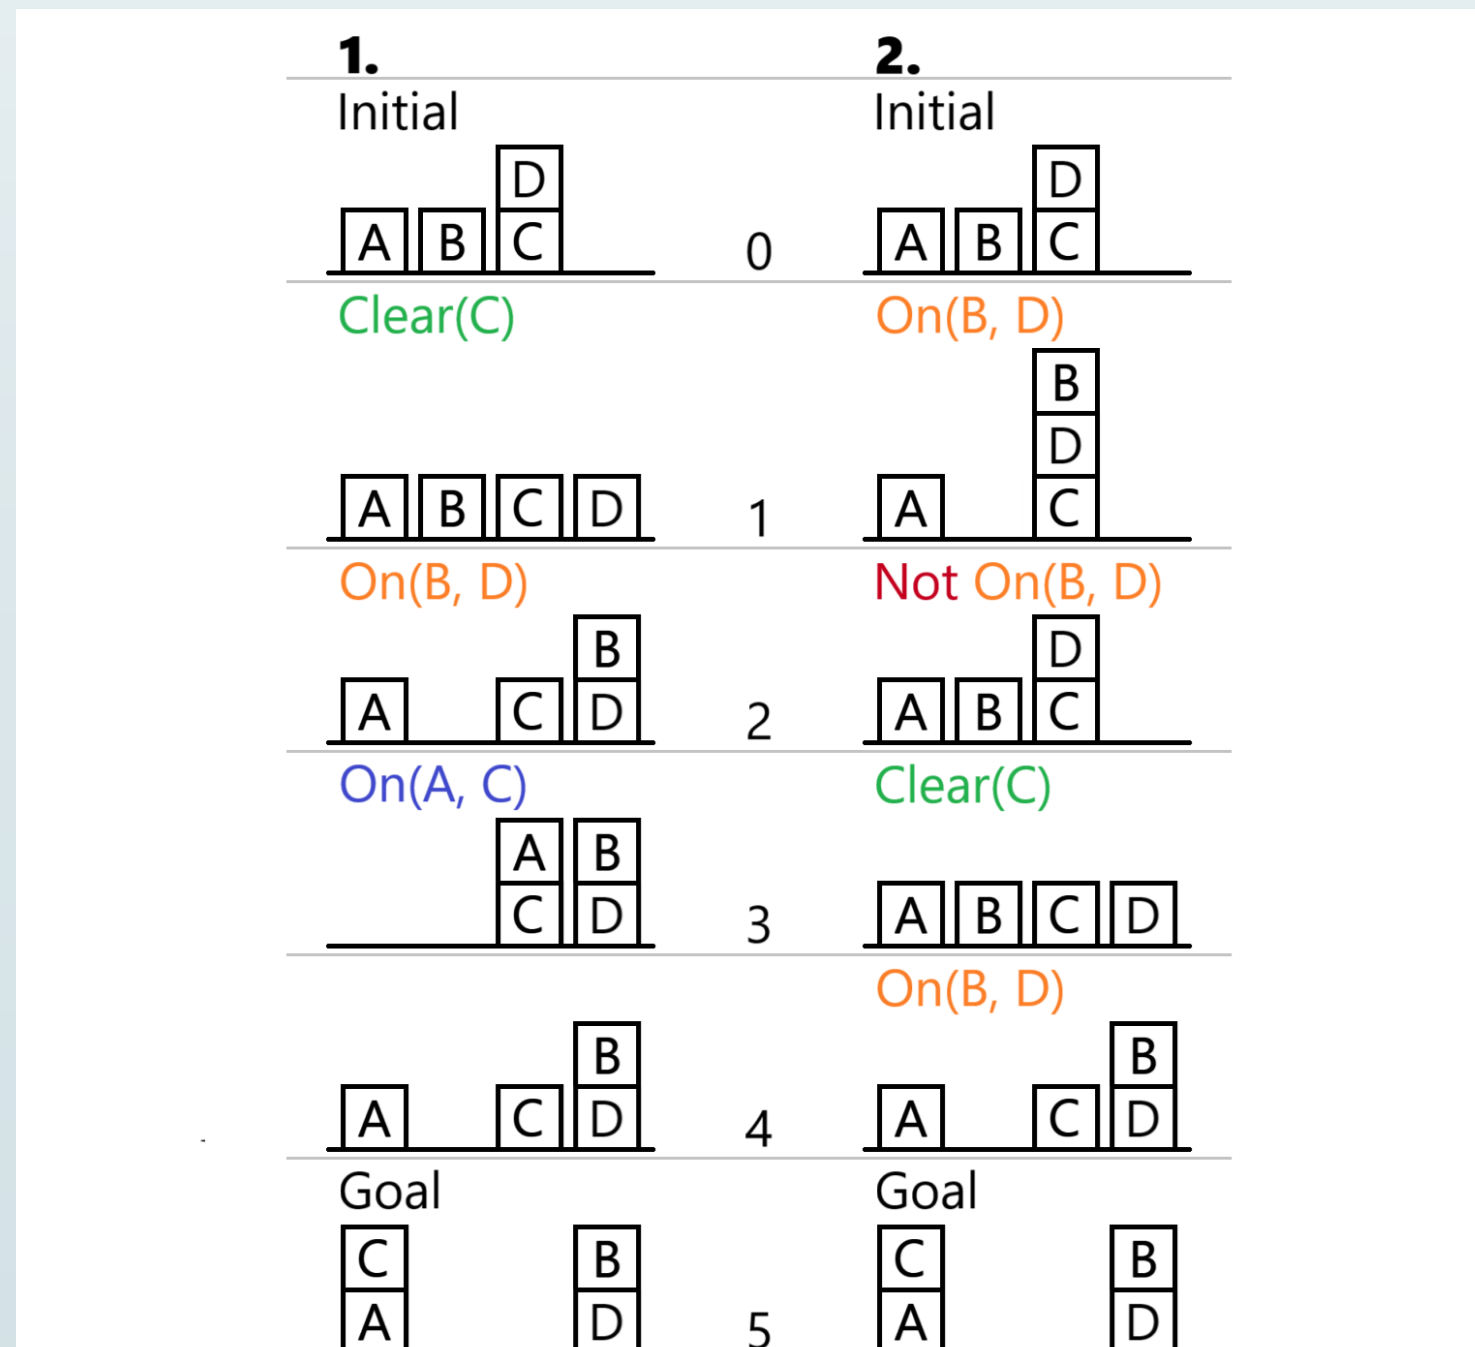 1. 2.
Initial Initial
D D
A B C 0 A B C
Clear(C) On(B, D)
B
D
A B C D 1 A C
On(B, D) Not On(B, D)
B D
A C D 2 A B C
On(A, C) Clear(C)
A B
C D 3 A B C D
On(B, D)
B B
A C D 4 A C D
Goal Goal
C B C B
A D 5 A D